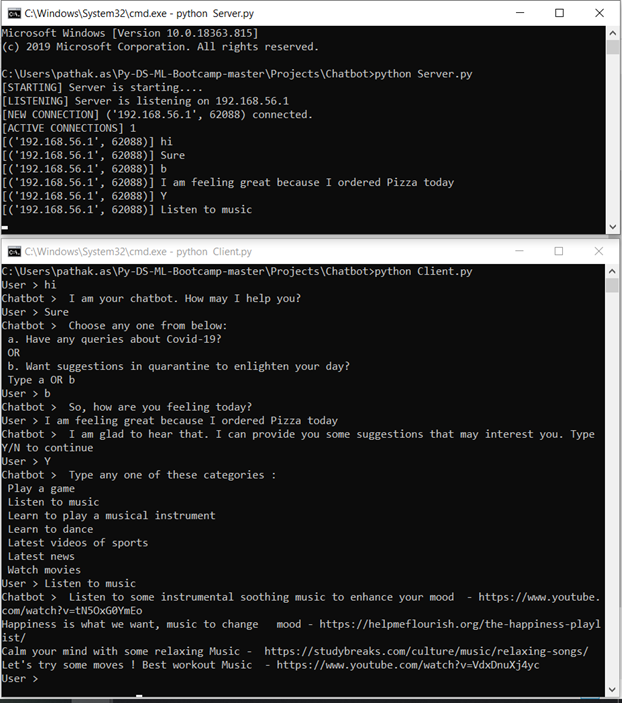 C:\Windows\System32\cmd.exe - python  Server.py
Microsoft Windows [Version 10.0.18363.815]
(c) 2019 Microsoft Corporation. All rights reserved.
C:\Users\pathak.as\Py-DS-ML-Bootcamp-master\Projects\Chatbot>python Server.py
[STARTING] Server is starting....
[LISTENING] Server is listening on 192.168.56.1
[NEW CONNECTION] ('192.168.56.1', 62088) connected.
[ACTIVE CONNECTIONS] 1
[('192.168.56.1', 62088)] hi
[('192.168.56.1', 62088)] Sure
[('192.168.56.1', 62088)] b
[('192.168.56.1', 62088)] I am feeling great because I ordered Pizza today
[('192.168.56.1', 62088)] Y
[('192.168.56.1', 62088)] Listen to music
C:\Windows\System32\cmd.exe - python  Client.py
C:\Users\pathak.as\Py-DS-ML-Bootcamp-master\Projects\Chatbot>python Client.py
User > hi
Chatbot >  I am your chatbot. How may I help you?
User > Sure
Chatbot >  Choose any one from below:
a. Have any queries about Covid-19?
OR
b. Want suggestions in quarantine to enlighten your day?
Type a OR b
User > b
Chatbot >  So, how are you feeling today?
User > I am feeling great because I ordered Pizza today
Chatbot >  I am glad to hear that. I can provide you some suggestions that may interest you. Type
Y/N to continue
User > Y
Chatbot >  Type any one of these categories :
Play a game
Listen to music
Learn to play a musical instrument
Learn to dance
Latest videos of sports
Latest news
Watch movies
User > Listen to music
Chatbot >  Listen to some instrumental soothing music to enhance your mood  - https://www.youtube.
com/watch?v=tN5OxG0YmEo
Happiness is what we want, music to change   mood - https://helpmeflourish.org/the-happiness-playl
ist/
Calm your mind with some relaxing Music -  https://studybreaks.com/culture/music/relaxing-songs/
Let's try some moves ! Best workout Music  - https://www.youtube.com/watch?v=VdxDnuXj4yc
User >